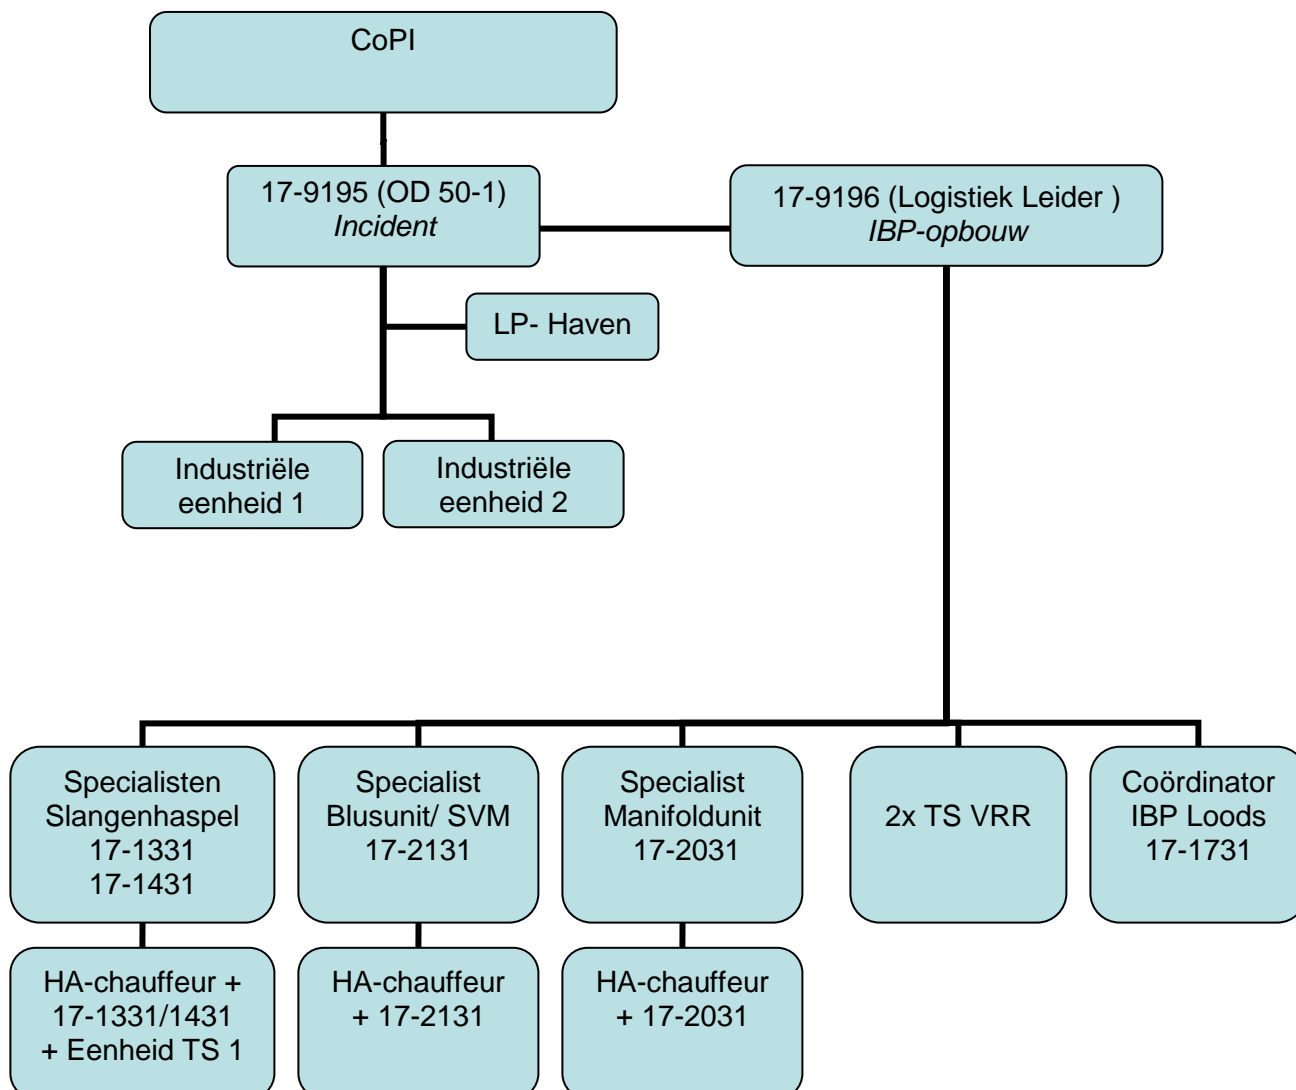 CoPI
17-9195 (OD 50-1)
Incident
17-9196 (Logistiek Leider )
IBP-opbouw
LP- Haven
Industriële
eenheid 1
Industriële
eenheid 2
Specialisten
Slangenhaspel
17-1331
17-1431
Specialist
Blusunit/ SVM
17-2131
Specialist
Manifoldunit
17-2031
2x TS VRR
Coördinator
IBP Loods
17-1731
HA-chauffeur +
17-1331/1431
+ Eenheid TS 1
HA-chauffeur
+ 17-2131
HA-chauffeur
+ 17-2031